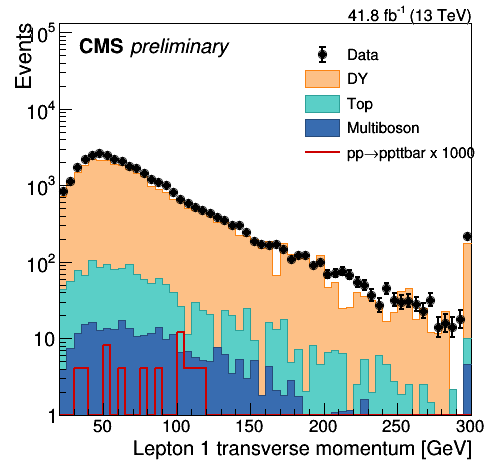 41.8 fb⁻¹ (13 TeV)
Events
CMS preliminary
Data
DY
Top
Multiboson
pp→ppttbar x 1000
10⁵
10⁴
10³
10²
10
1
50 100 150 200 250 300
Lepton 1 transverse momentum [GeV]